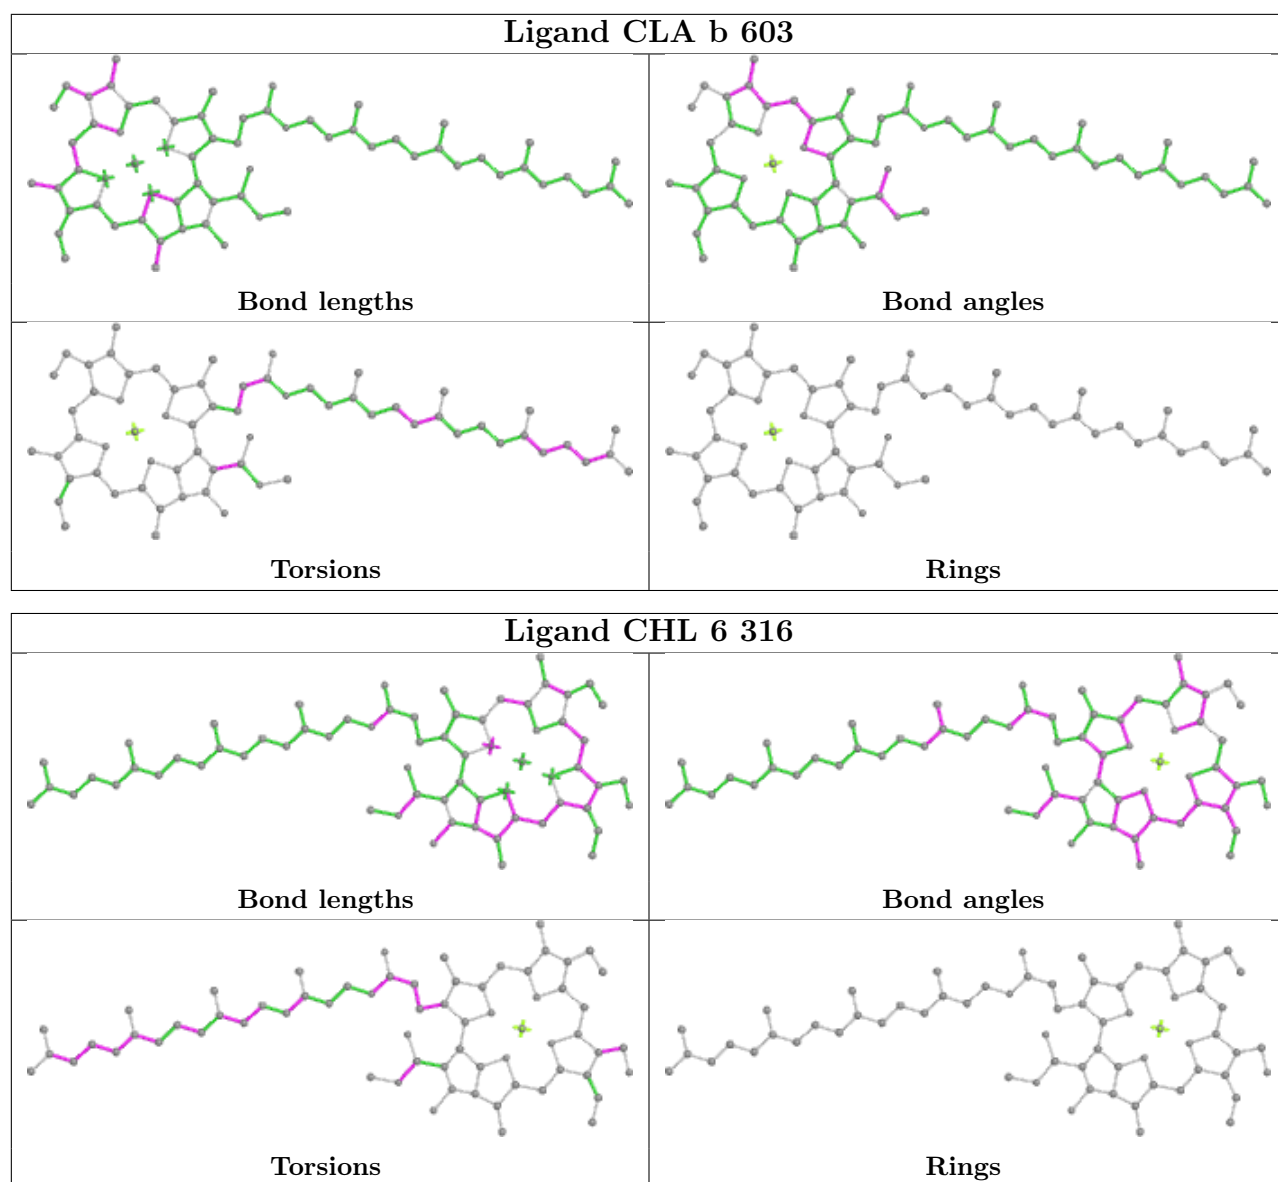 Ligand CLA b 603
Bond lengths
Bond angles
Torsions
Rings
Ligand CHL 6 316
Bond lengths
Bond angles
Torsions
Rings